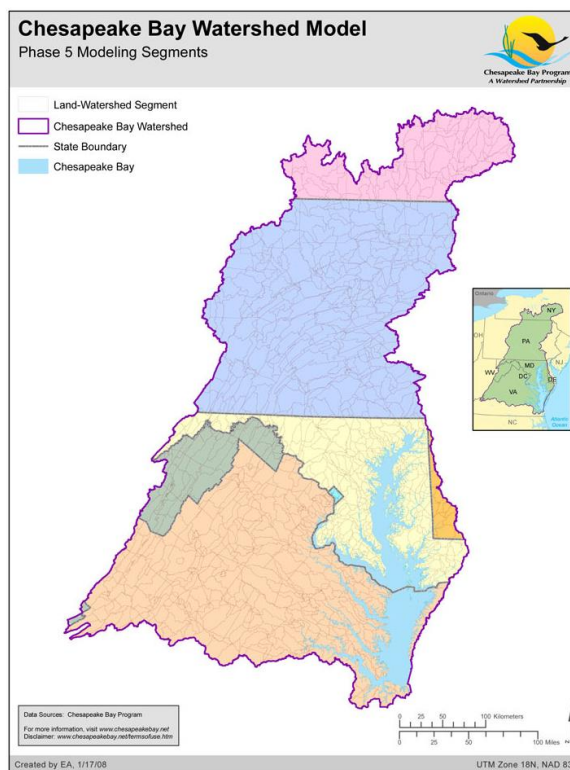 Chesapeake Bay Watershed Model
Phase 5 Modeling Segments
Chesapeake Bay Program
A Watershed Partnership
Land-Watershed Segment
Chesapeake Bay Watershed
State Boundary
Chesapeake Bay
Ontario
NY
OH
PA
NJ
MD
WV
DC
DE
VA
NC
Atlantic
Ocean
Data Sources: Chesapeake Bay Program
For more information, visit www.chesapeakebay.net
Disclaimer: www.chesapeakebay.net/termsofuse.htm
0 25 50 100 Kilometers
0 25 50 100 Miles
Created by EA, 1/17/08
UTM Zone 18N, NAD 83